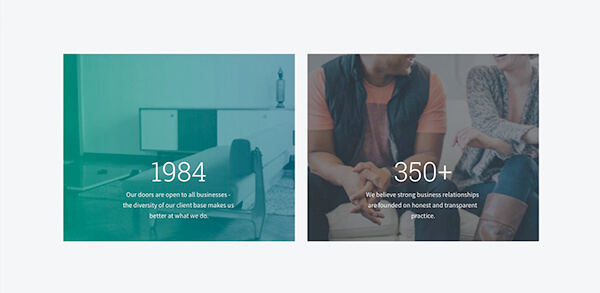 1984
Our doors are open to all businesses -
the diversity of our client base makes us
better at what we do.
350+
We believe strong business relationships
are founded on honest and transparent
practice.